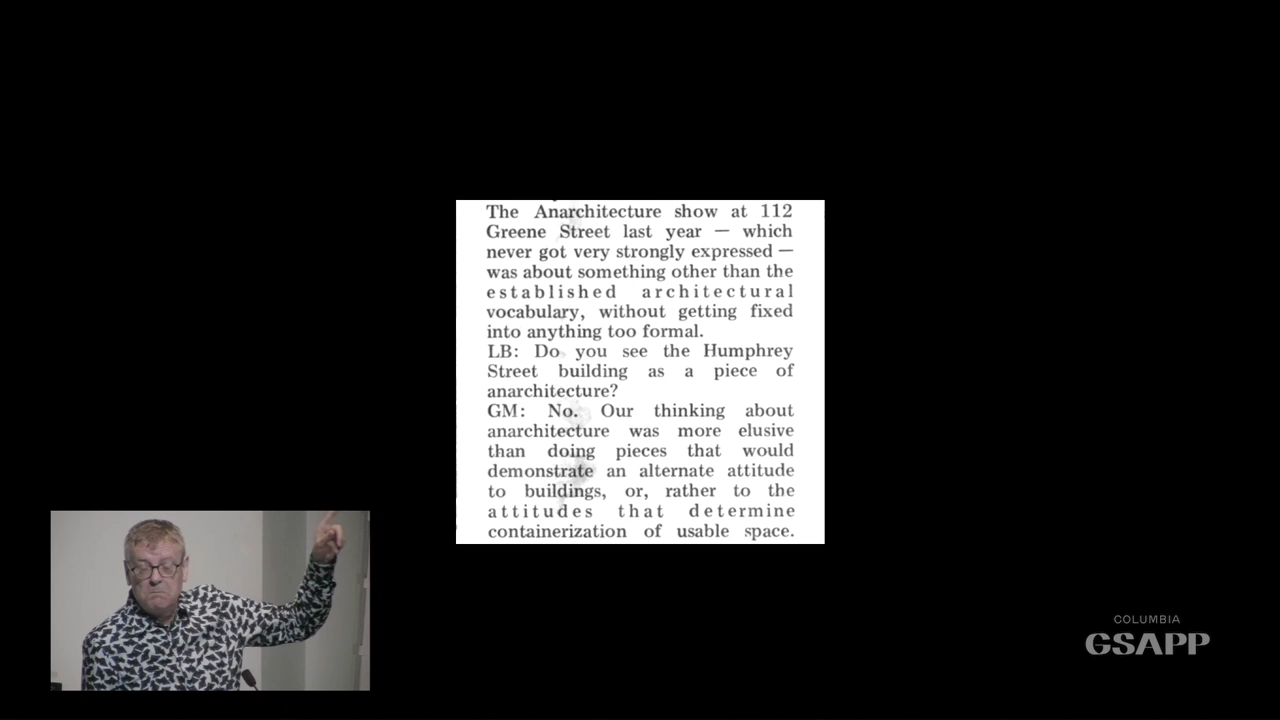 The Anarchitecture show at 112
Greene Street last year — which
never got very strongly expressed —
was about something other than the
established architectural
vocabulary, without getting fixed
into anything too formal.
LB: Do you see the Humphrey
Street building as a piece of
anarchitecture?
GM: No. Our thinking about
anarchitecture was more elusive
than doing pieces that would
demonstrate an alternate attitude
to buildings, or, rather to the
attitudes that determine
containerization of usable space.
COLUMBIA
GSAPP